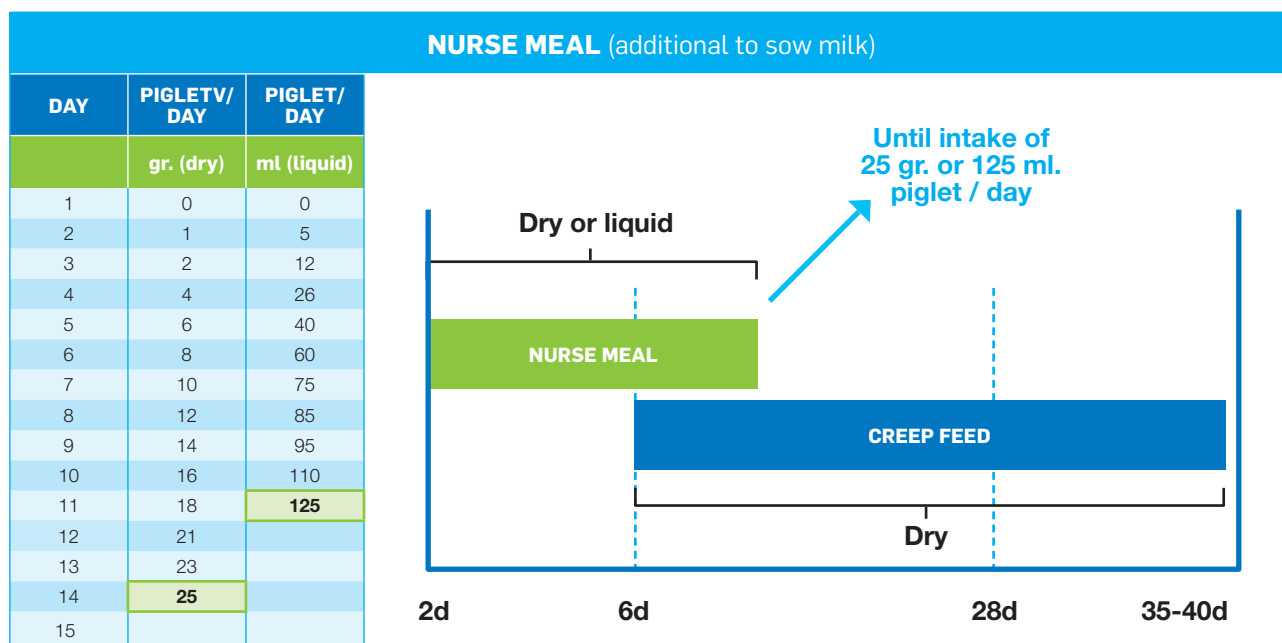 NURSE MEAL (additional to sow milk)
DAY PIGLETV/ DAY PIGLET/ DAY
gr. (dry) ml (liquid)
1 0 0
2 1 5
3 2 12
4 4 26
5 6 40
6 8 60
7 10 75
8 12 85
9 14 95
10 16 110
11 18 125
12 21
13 23
14 25
15
Until intake of
25 gr. or 125 ml.
piglet / day
Dry or liquid
NURSE MEAL
CREEP FEED
Dry
2d 6d 28d 35-40d